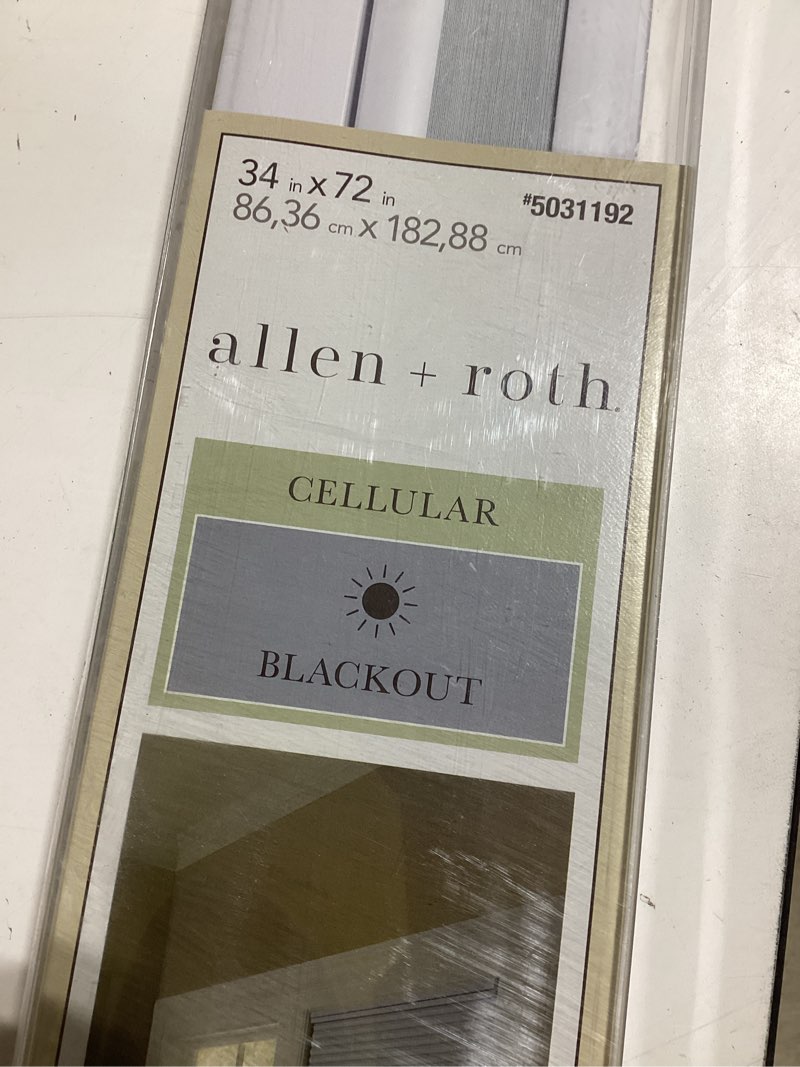 34 in x 72 in
#5031192
86,36 cm x 182,88 cm
allen + roth.
CELLULAR
BLACKOUT